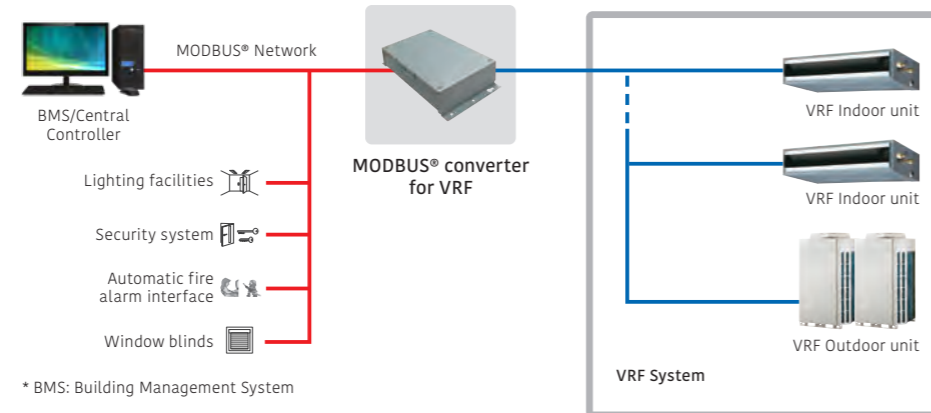 MODBUS® Network
BMS/Central
Controller
Lighting facilities
Security system
Automatic fire
alarm interface
Window blinds
* BMS: Building Management System
MODBUS® converter
for VRF
VRF Indoor unit
VRF Indoor unit
VRF Outdoor unit
VRF System